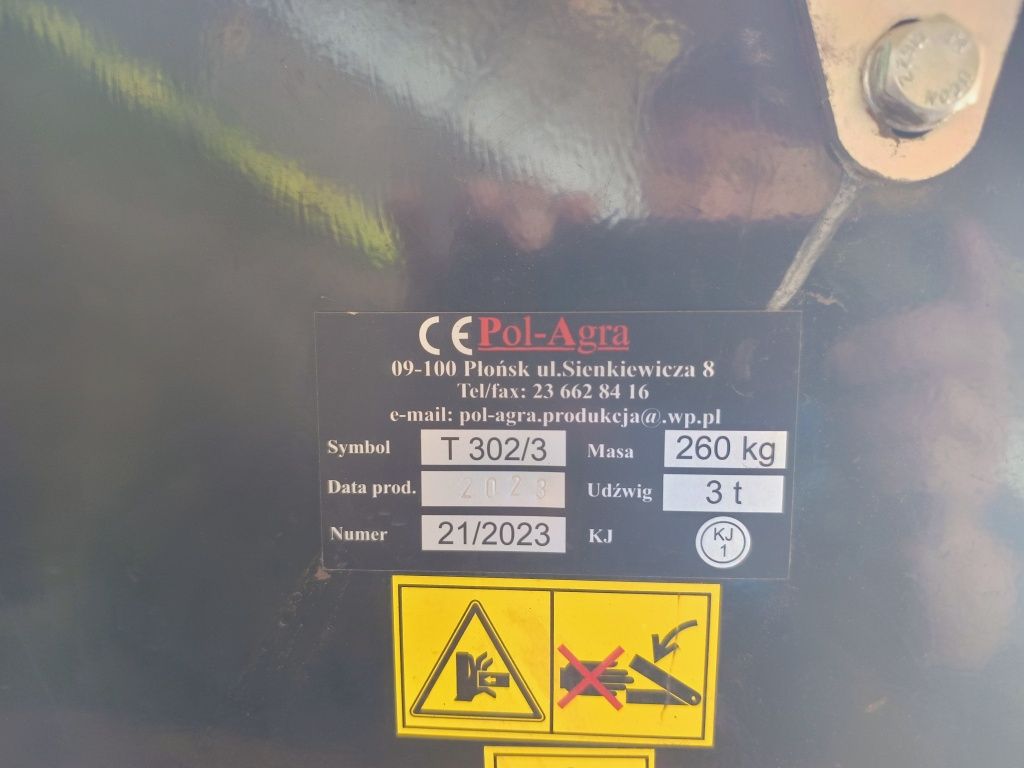 CE Pol-Agra
09-100 Płońsk ul.Sienkiewicza 8
Tel/fax: 23 662 84 16
e-mail: pol-agra.produkcja@.wp.pl
Symbol T 302/3 Masa 260 kg
Data prod. 2023 Udźwig 3 t
Numer 21/2023 KJ KJ 1